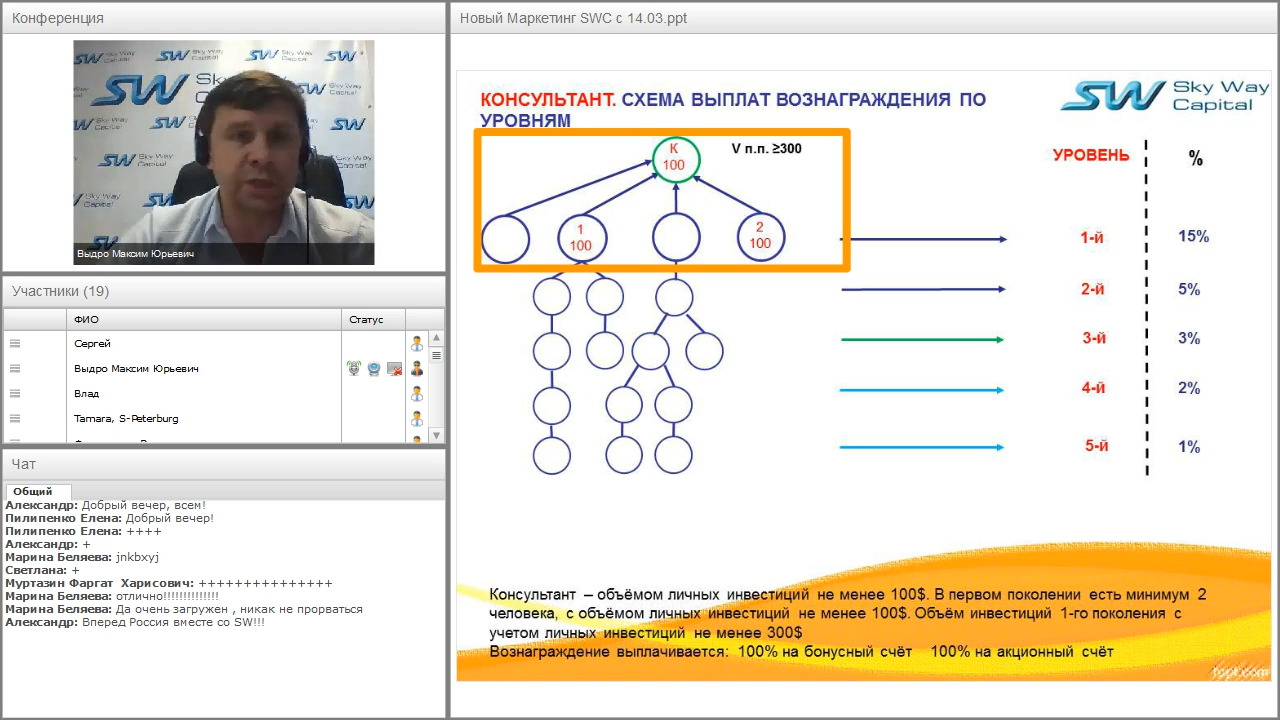 Конференция
SW Sky Way Capital
Выдро Максим Юрьевич
Участники (19)
ФИО
Статус
Сергей
Выдро Максим Юрьевич
Влад
Tamara, S-Peterburg
Чат
Общий
Александр: Добрый вечер, всем!
Пилипенко Елена: Добрый вечер!
Пилипенко Елена: ++++
Александр: +
Марина Беляева: jnkbxyj
Светлана: +
Муртазин Фаргат Харисович: +++++++++++++++
Марина Беляева: отлично!!!!!!!!!!!!!!
Марина Беляева: Да очень загружен , никак не прорваться
Александр: Вперед Россия вместе со SW!!!
Новый Маркетинг SWC с 14.03.ppt
КОНСУЛЬТАНТ. СХЕМА ВЫПЛАТ ВОЗНАГРАЖДЕНИЯ ПО
УРОВНЯМ
SW Sky Way
Capital
К
100
V п.п. ≥300
1
100
2
100
УРОВЕНЬ %
1-й 15%
2-й 5%
3-й 3%
4-й 2%
5-й 1%
Консультант – объёмом личных инвестиций не менее 100$. В первом поколении есть минимум 2
человека, с объёмом личных инвестиций не менее 100$. Объём инвестиций 1-го поколения с
учетом личных инвестиций не менее 300$
Вознаграждение выплачивается: 100% на бонусный счёт 100% на акционный счёт
fppt.com